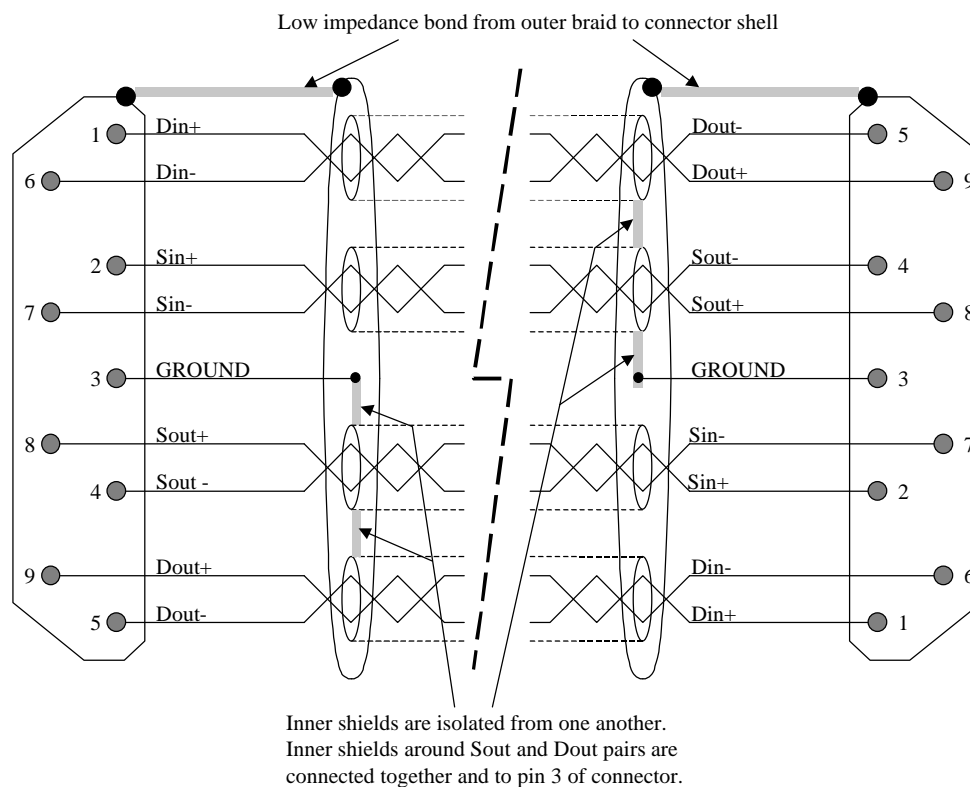 Low impedance bond from outer braid to connector shell
1 Din+ Dout- 5
6 Din- Dout+ 9
2 Sin+ Sout- 4
7 Sin- Sout+ 8
3 GROUND GROUND 3
8 Sout+ Sin- 7
4 Sout - Sin+ 2
9 Dout+ Din- 6
5 Dout- Din+ 1
Inner shields are isolated from one another.
Inner shields around Sout and Dout pairs are
connected together and to pin 3 of connector.